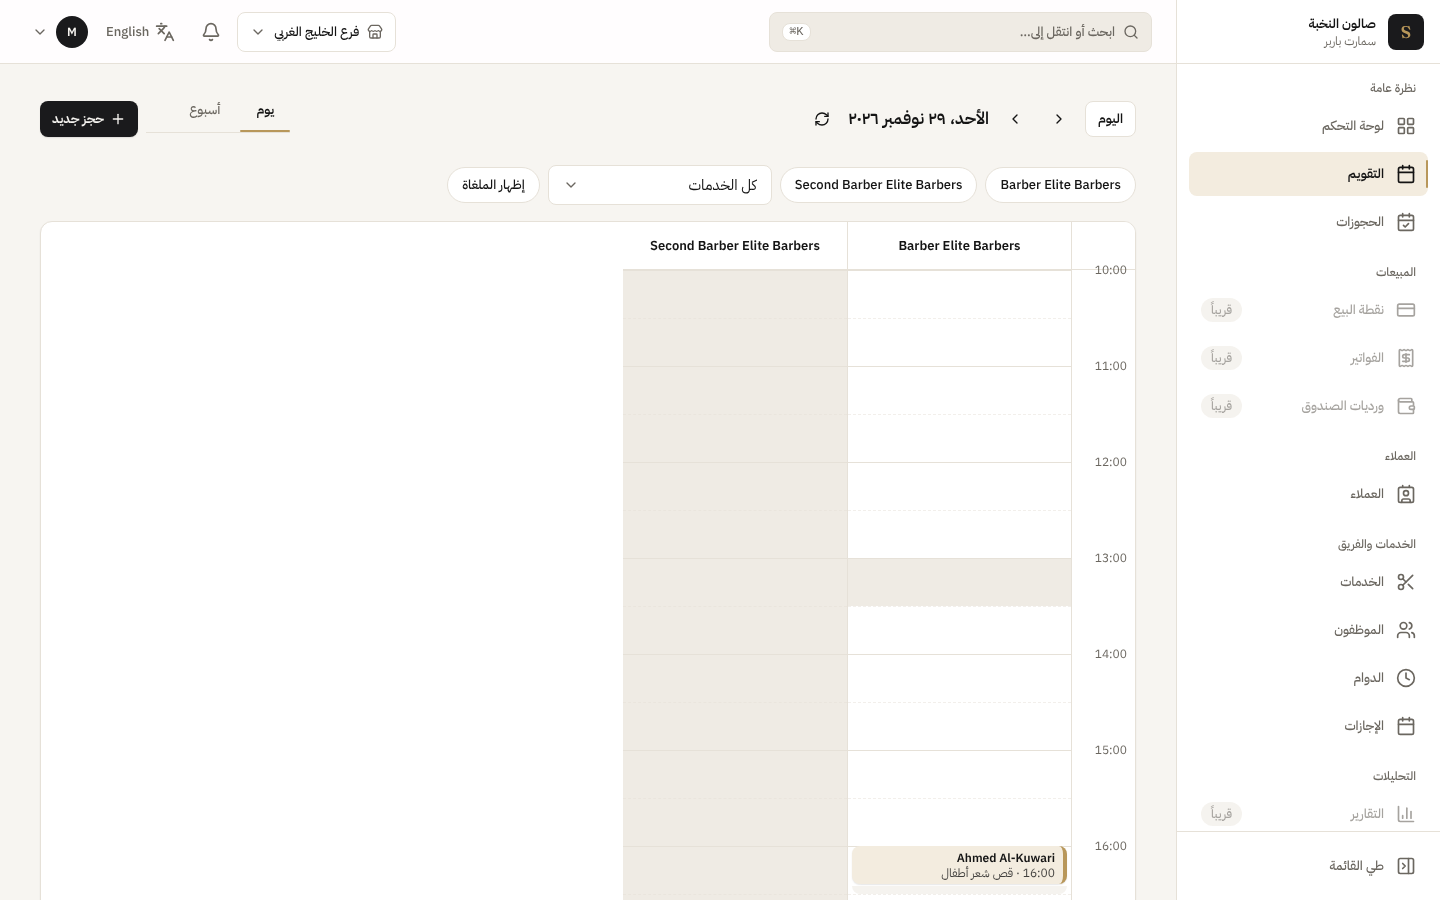 S
صالون النخبة
سمارت باربر
ابحث أو انتقل إلى...
⌘K
فرع الخليج الغربي
English
M
نظرة عامة
لوحة التحكم
التقويم
الحجوزات
المبيعات
نقطة البيع
قريباً
الفواتير
قريباً
ورديات الصندوق
قريباً
العملاء
العملاء
الخدمات والفريق
الخدمات
الموظفون
الدوام
الإجازات
التحليلات
التقارير
قريباً
طي القائمة
اليوم
الأحد، ٢٩ نوفمبر ٢٠٢٦
يوم
أسبوع
حجز جديد
Barber Elite Barbers
Second Barber Elite Barbers
كل الخدمات
إظهار الملغاة
Barber Elite Barbers
Second Barber Elite Barbers
10:00
11:00
12:00
13:00
14:00
15:00
16:00
Ahmed Al-Kuwari
16:00 · قص شعر أطفال